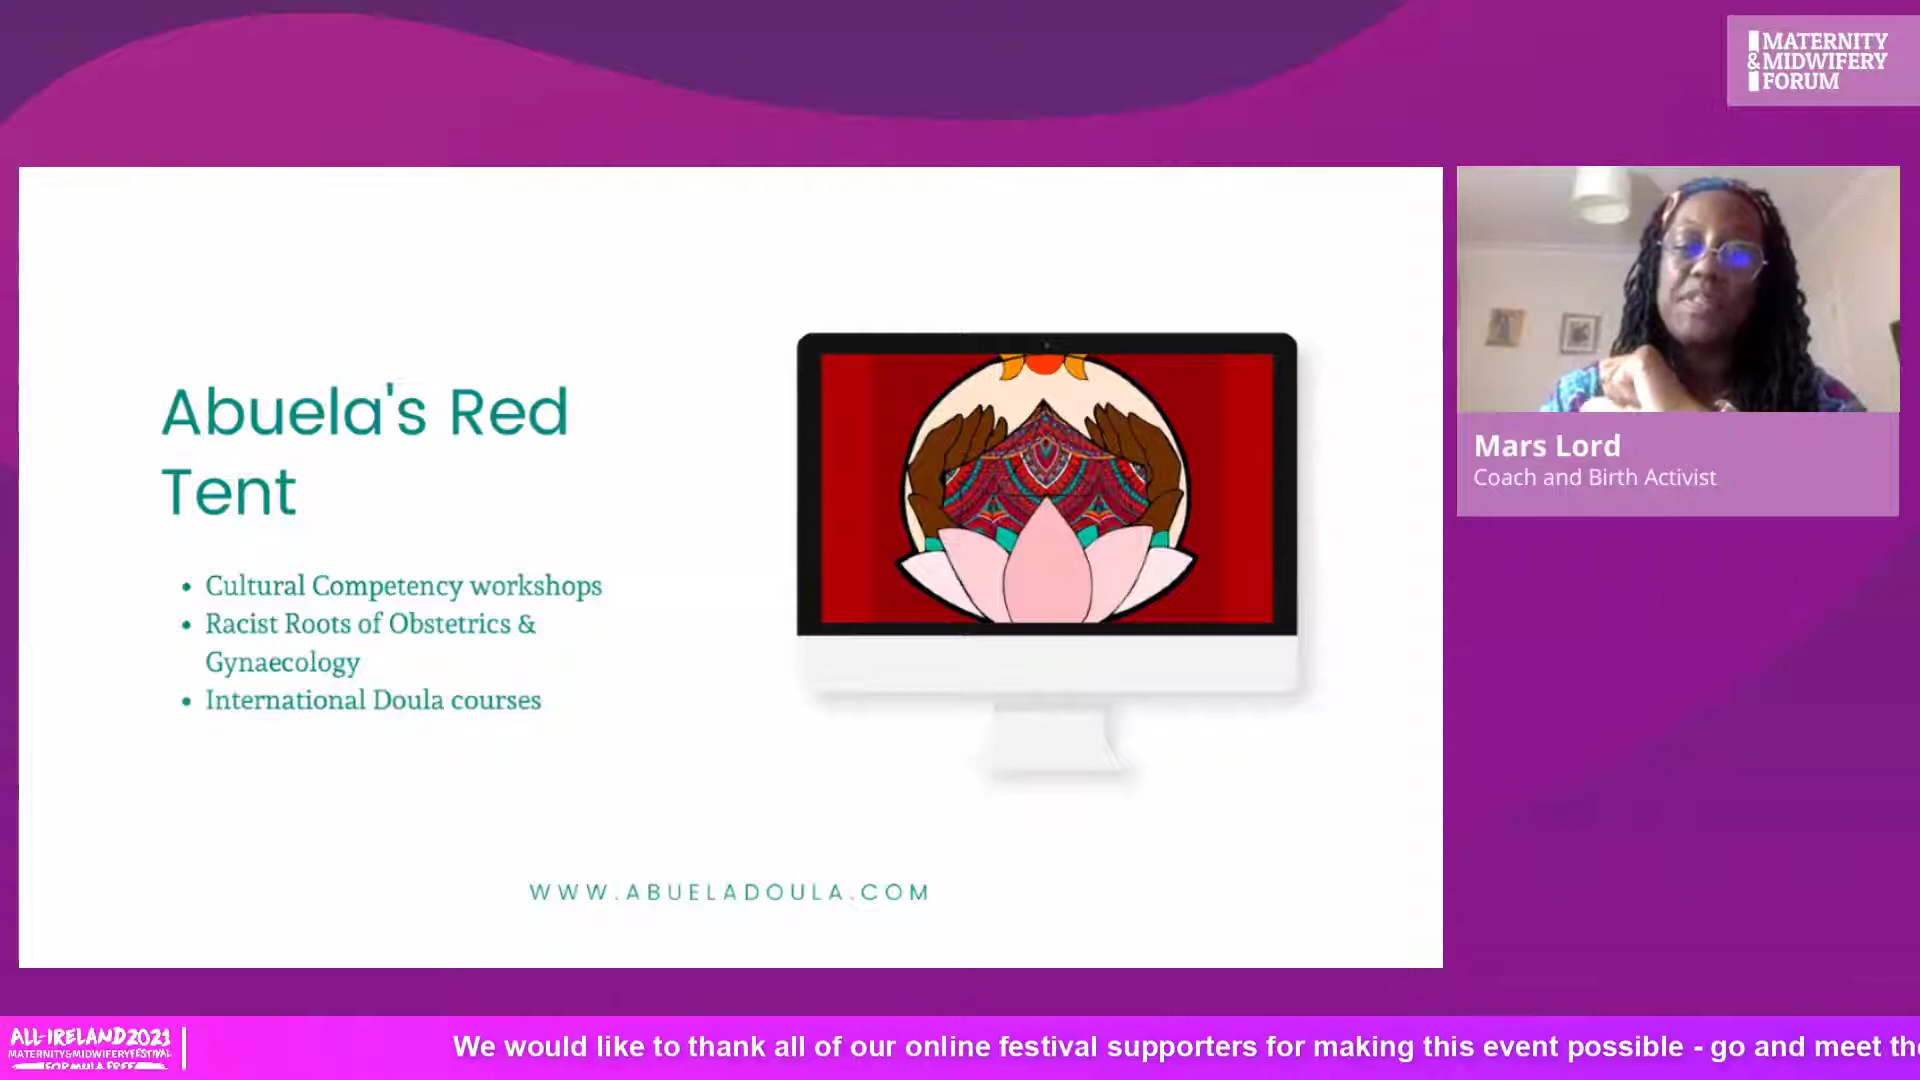 MATERNITY
&MIDWIFERY
FORUM
Abuela's Red
Tent
• Cultural Competency workshops
• Racist Roots of Obstetrics &
Gynaecology
• International Doula courses
WWW.ABUELADOULA.COM
Mars Lord
Coach and Birth Activist
ALL-IRELAND2021
MATERNITY&MIDWIFERYFESTIVAL
FORMULA FREE
We would like to thank all of our online festival supporters for making this event possible - go and meet the